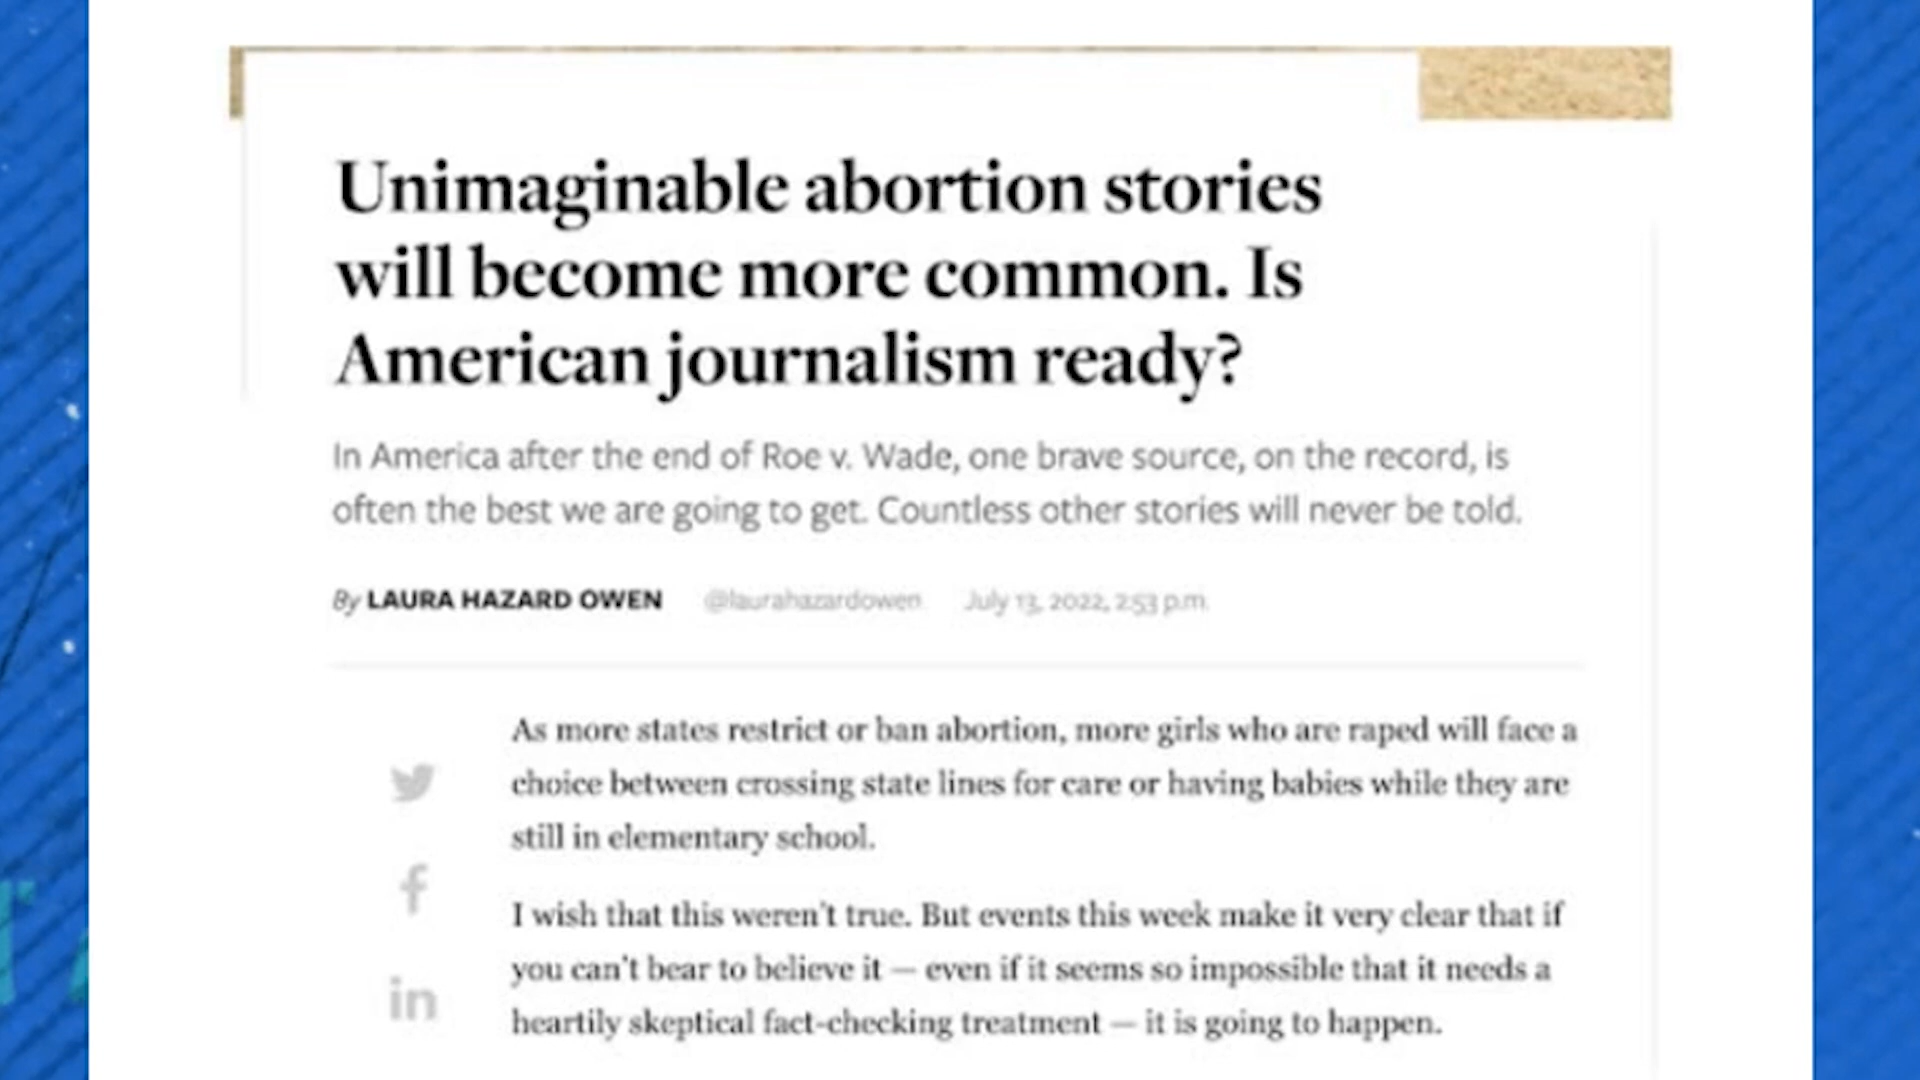 Unimaginable abortion stories
will become more common. Is
American journalism ready?
In America after the end of Roe v. Wade, one brave source, on the record, is
often the best we are going to get. Countless other stories will never be told.
By LAURA HAZARD OWEN @laurahazardowen July 13, 2022, 2:53 p.m.
As more states restrict or ban abortion, more girls who are raped will face a
choice between crossing state lines for care or having babies while they are
still in elementary school.
I wish that this weren't true. But events this week make it very clear that if
you can't bear to believe it — even if it seems so impossible that it needs a
heartily skeptical fact-checking treatment — it is going to happen.